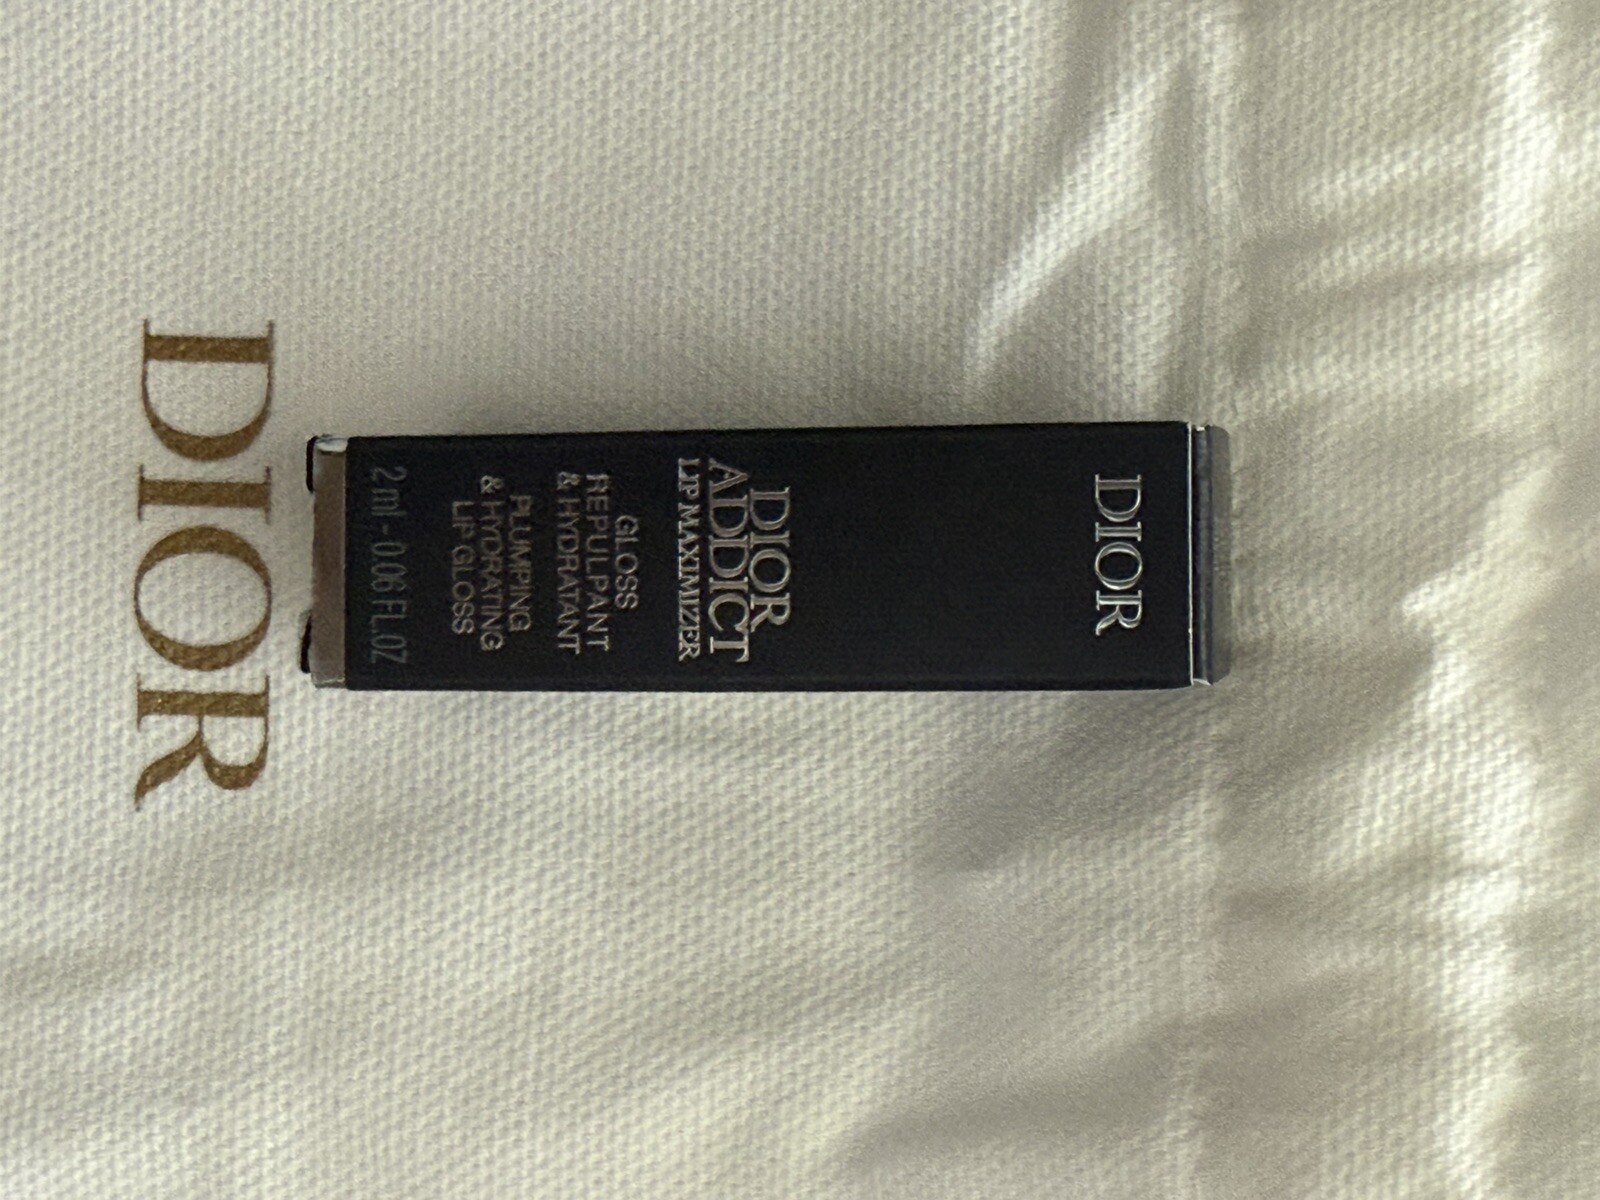 DIOR
DIOR
ADDICT
LIP MAXIMIZER
GLOSS
REPULPANT
& HYDRATANT
PLUMPING
& HYDRATING
LIP GLOSS
2 ml - 0.06 FL.OZ
DIOR